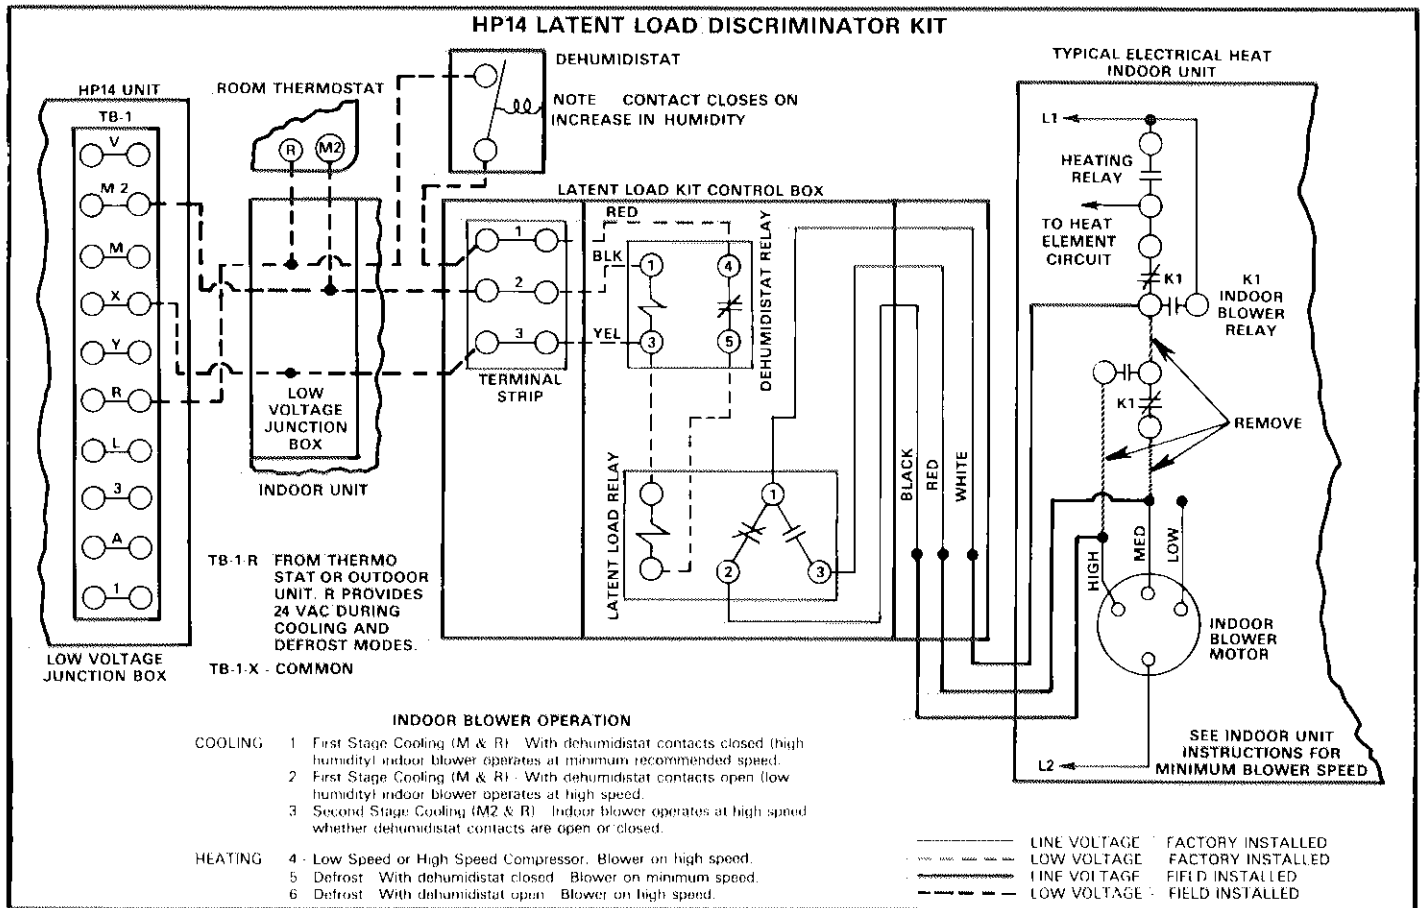 HP14 LATENT LOAD DISCRIMINATOR KIT
HP14 UNIT
TB-1
V
M 2
M
X
Y
R
L
3
A
1
LOW VOLTAGE
JUNCTION BOX
ROOM THERMOSTAT
R
M2
LOW
VOLTAGE
JUNCTION
BOX
INDOOR UNIT
TB-1-R FROM THERMO
STAT OR OUTDOOR
UNIT. R PROVIDES
24 VAC DURING
COOLING AND
DEFROST MODES.
TB-1-X - COMMON
DEHUMIDISTAT
NOTE CONTACT CLOSES ON
INCREASE IN HUMIDITY
LATENT LOAD KIT CONTROL BOX
1
2
3
TERMINAL
STRIP
RED
BLK
YEL
1
4
3
5
DEHUMIDISTAT RELAY
LATENT LOAD RELAY
1
2
3
BLACK
RED
WHITE
TYPICAL ELECTRICAL HEAT
INDOOR UNIT
L1
HEATING
RELAY
TO HEAT
ELEMENT
CIRCUIT
K1
K1
INDOOR
BLOWER
RELAY
K1
REMOVE
HIGH
MED
LOW
INDOOR
BLOWER
MOTOR
L2
SEE INDOOR UNIT
INSTRUCTIONS FOR
MINIMUM BLOWER SPEED
INDOOR BLOWER OPERATION
COOLING 1 First Stage Cooling (M & R) With dehumidistat contacts closed (high
humidity) indoor blower operates at minimum recommended speed.
2 First Stage Cooling (M & R) - With dehumidistat contacts open (low
humidity) indoor blower operates at high speed.
3 Second Stage Cooling (M2 & R) Indoor blower operates at high speed
whether dehumidistat contacts are open or closed.
HEATING 4 - Low Speed or High Speed Compressor. Blower on high speed.
5 Defrost With dehumidistat closed Blower on minimum speed.
6 Defrost With dehumidistat open Blower on high speed.
LINE VOLTAGE - FACTORY INSTALLED
LOW VOLTAGE FACTORY INSTALLED
LINE VOLTAGE FIELD INSTALLED
LOW VOLTAGE - FIELD INSTALLED